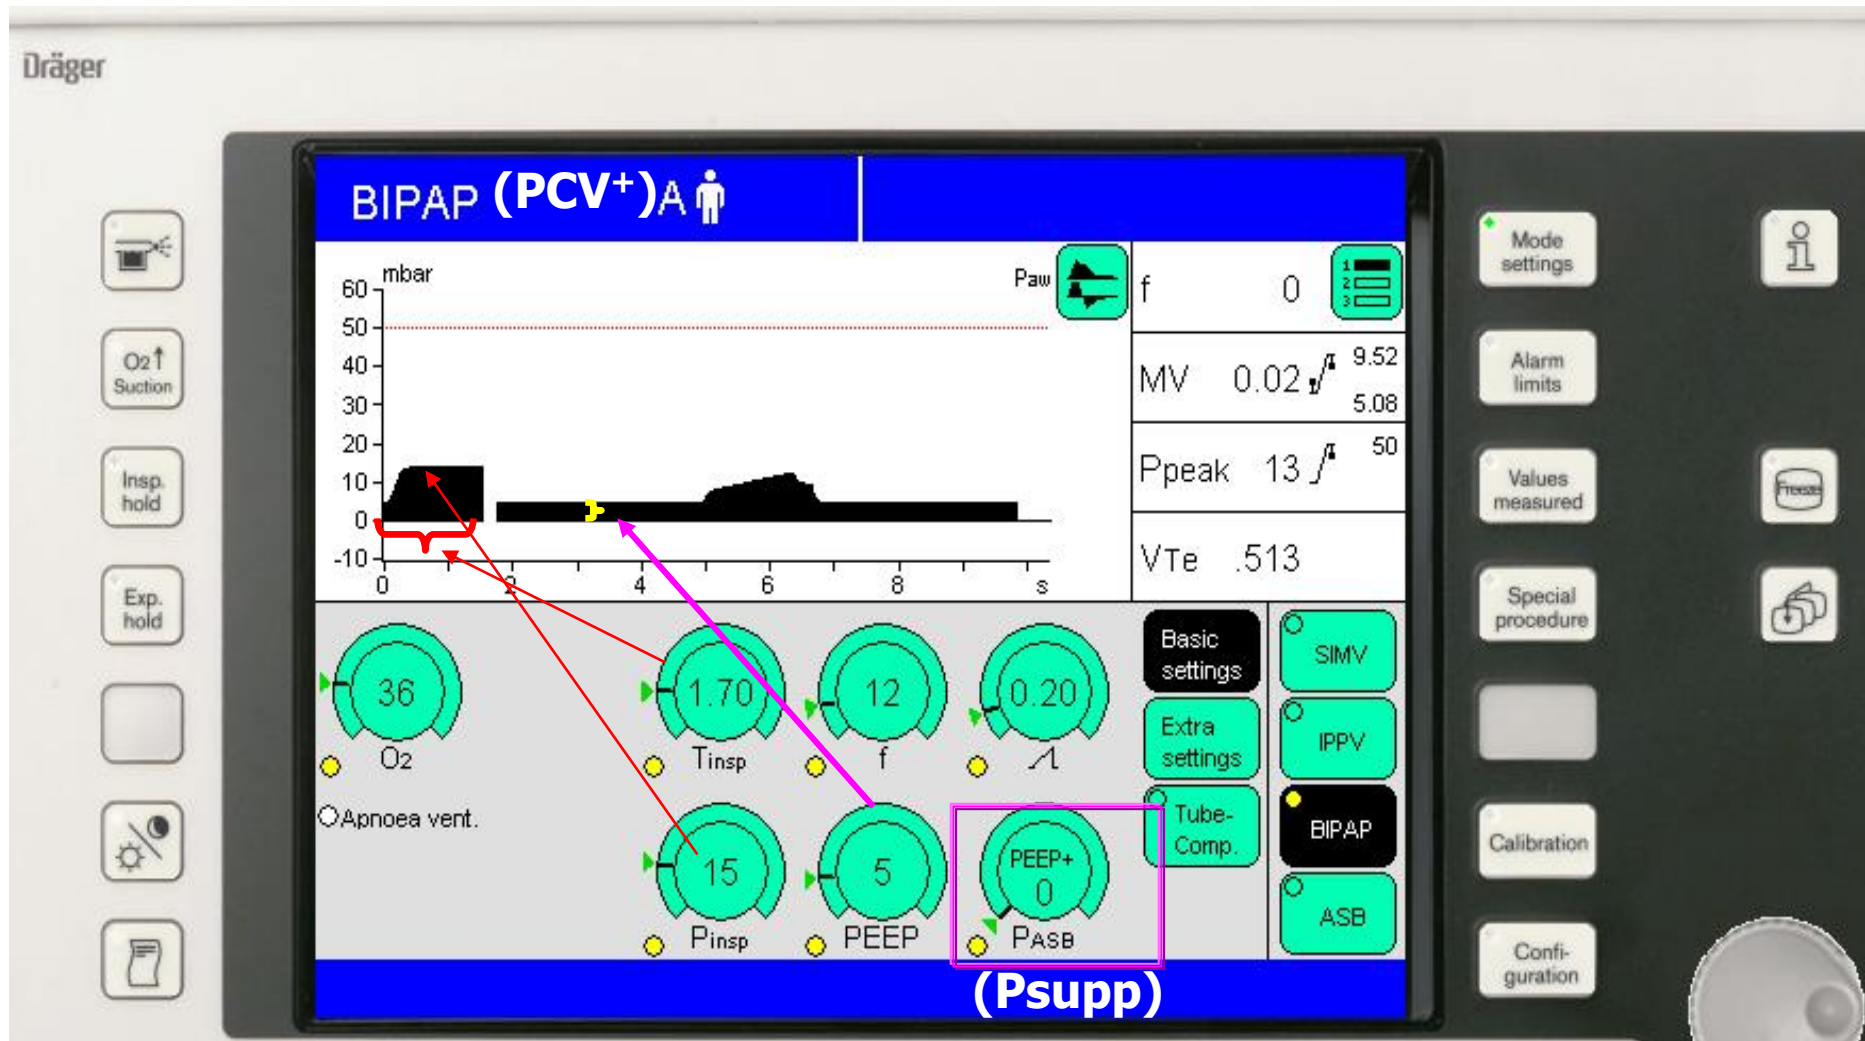 Dräger
BIPAP (PCV+)A
mbar
Paw
60
50
40
30
20
10
0
-10
0 2 4 6 8 s
f 0
1
2
3
MV 0.02 9.52
5.08
Ppeak 13 50
VTe .513
O2↑
Suction
Insp.
hold
Exp.
hold
36
O2
1.70
Tinsp
12
f
0.20
Apnoea vent.
15
Pinsp
5
PEEP
PEEP+
0
PASB
(Psupp)
Basic
settings
Extra
settings
Tube-
Comp.
SIMV
IPPV
BIPAP
ASB
Mode
settings
Alarm
limits
Values
measured
Special
procedure
Calibration
Confi-
guration
i
Freeze